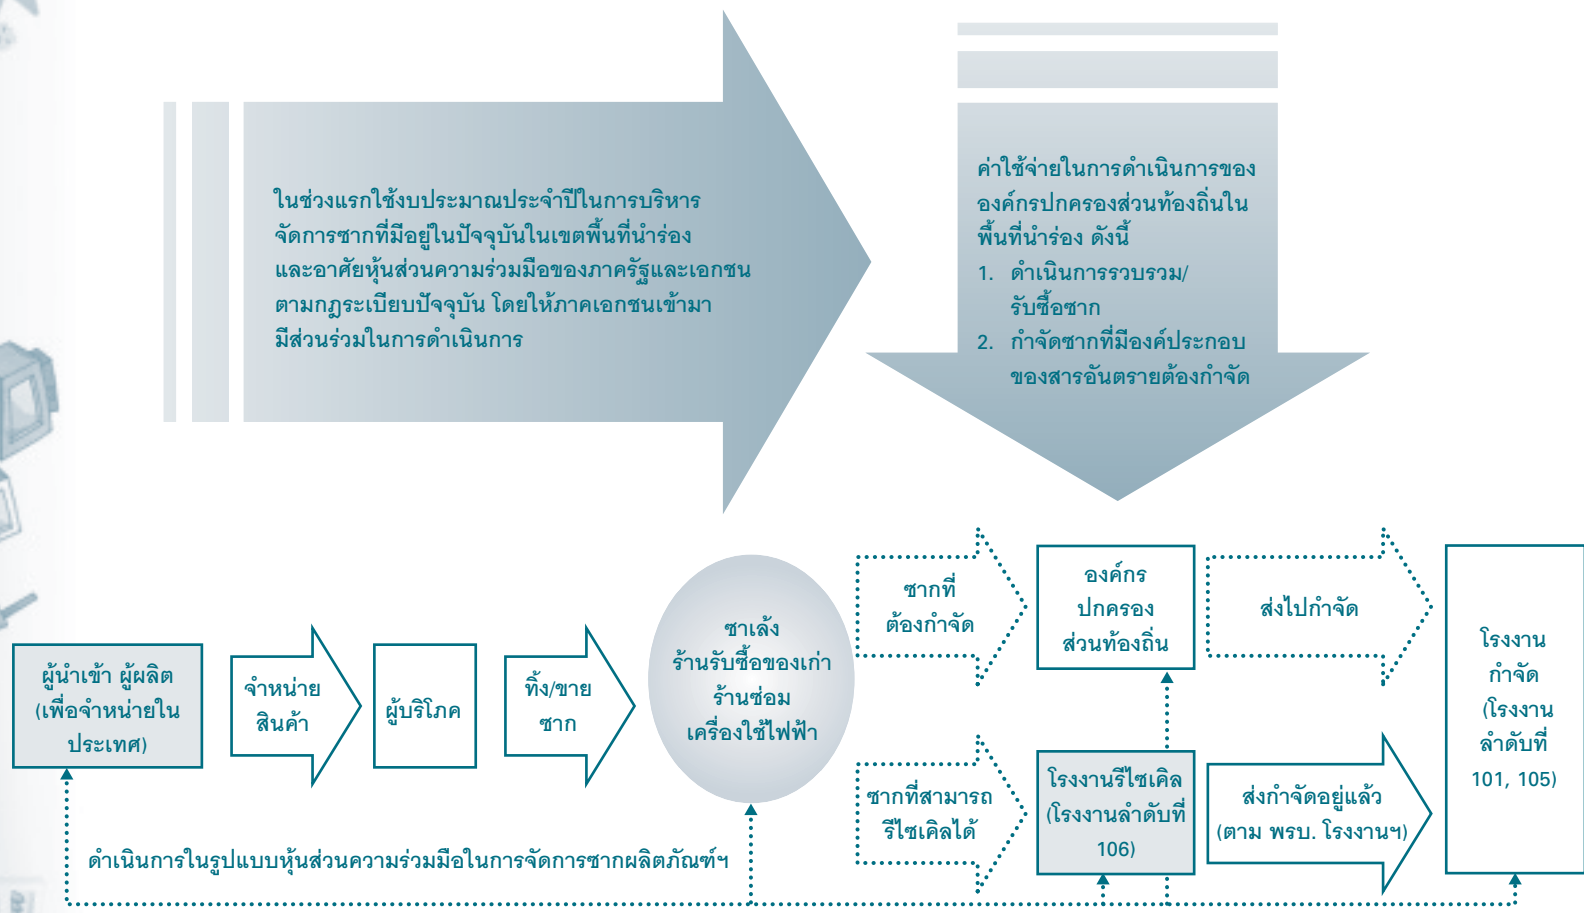 ในช่วงแรกใช้งบประมาณประจำปีในการบริหาร
จัดการซากที่มีอยู่ในปัจจุบันในเขตพื้นที่นำร่อง
และอาศัยหุ้นส่วนความร่วมมือของภาครัฐและเอกชน
ตามกฎระเบียบปัจจุบัน โดยให้ภาคเอกชนเข้ามา
มีส่วนร่วมในการดำเนินการ
ค่าใช้จ่ายในการดำเนินการของ
องค์กรปกครองส่วนท้องถิ่นใน
พื้นที่นำร่อง ดังนี้
1. ดำเนินการรวบรวม/
รับซื้อซาก
2. กำจัดซากที่มีองค์ประกอบ
ของสารอันตรายต้องกำจัด
ผู้นำเข้า ผู้ผลิต
(เพื่อจำหน่ายใน
ประเทศ)
จำหน่าย
สินค้า
ผู้บริโภค
ทิ้ง/ขาย
ซาก
ซาเล้ง
ร้านรับซื้อของเก่า
ร้านซ่อม
เครื่องใช้ไฟฟ้า
ซากที่
ต้องกำจัด
องค์กร
ปกครอง
ส่วนท้องถิ่น
ส่งไปกำจัด
ซากที่สามารถ
รีไซเคิลได้
โรงงานรีไซเคิล
(โรงงานลำดับที่
106)
ส่งกำจัดอยู่แล้ว
(ตาม พรบ. โรงงานฯ)
โรงงาน
กำจัด
(โรงงาน
ลำดับที่
101, 105)
ดำเนินการในรูปแบบหุ้นส่วนความร่วมมือในการจัดการซากผลิตภัณฑ์ฯ